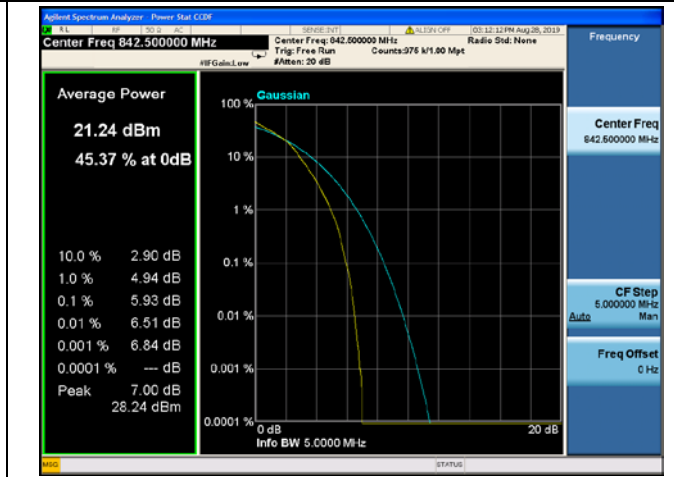 Agilent Spectrum Analyzer - Power Stat CCDF
RL RF 50 Ω AC SENSE:INT ALIGN OFF 03:12:12 PM Aug 28, 2019
Center Freq 842.500000 MHz
Center Freq: 842.500000 MHz Radio Std: None
Trig: Free Run Counts:975 k/1.00 Mpt
#IFGain:Low #Atten: 20 dB
Frequency
Average Power
21.24 dBm
45.37 % at 0dB
10.0 % 2.90 dB
1.0 % 4.94 dB
0.1 % 5.93 dB
0.01 % 6.51 dB
0.001 % 6.84 dB
0.0001 % --- dB
Peak 7.00 dB
28.24 dBm
Gaussian
100 %
10 %
1 %
0.1 %
0.01 %
0.001 %
0.0001 %
0 dB 20 dB
Info BW 5.0000 MHz
Center Freq
842.500000 MHz
CF Step
5.000000 MHz
Auto Man
Freq Offset
0 Hz
MSG STATUS